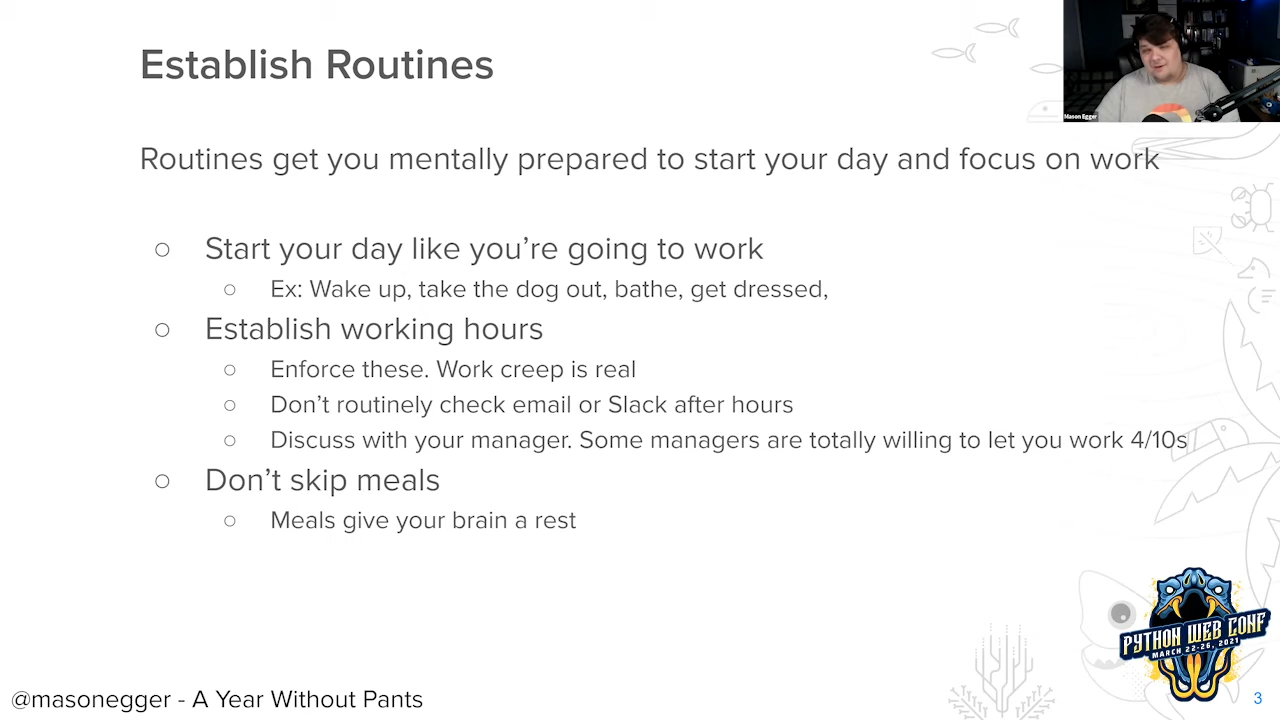 Establish Routines
Mason Egger
Routines get you mentally prepared to start your day and focus on work
Start your day like you’re going to work
Ex: Wake up, take the dog out, bathe, get dressed,
Establish working hours
Enforce these. Work creep is real
Don’t routinely check email or Slack after hours
Discuss with your manager. Some managers are totally willing to let you work 4/10s
Don’t skip meals
Meals give your brain a rest
PYTHON WEB CONF
MARCH 22-26, 2021
@masonegger - A Year Without Pants
3